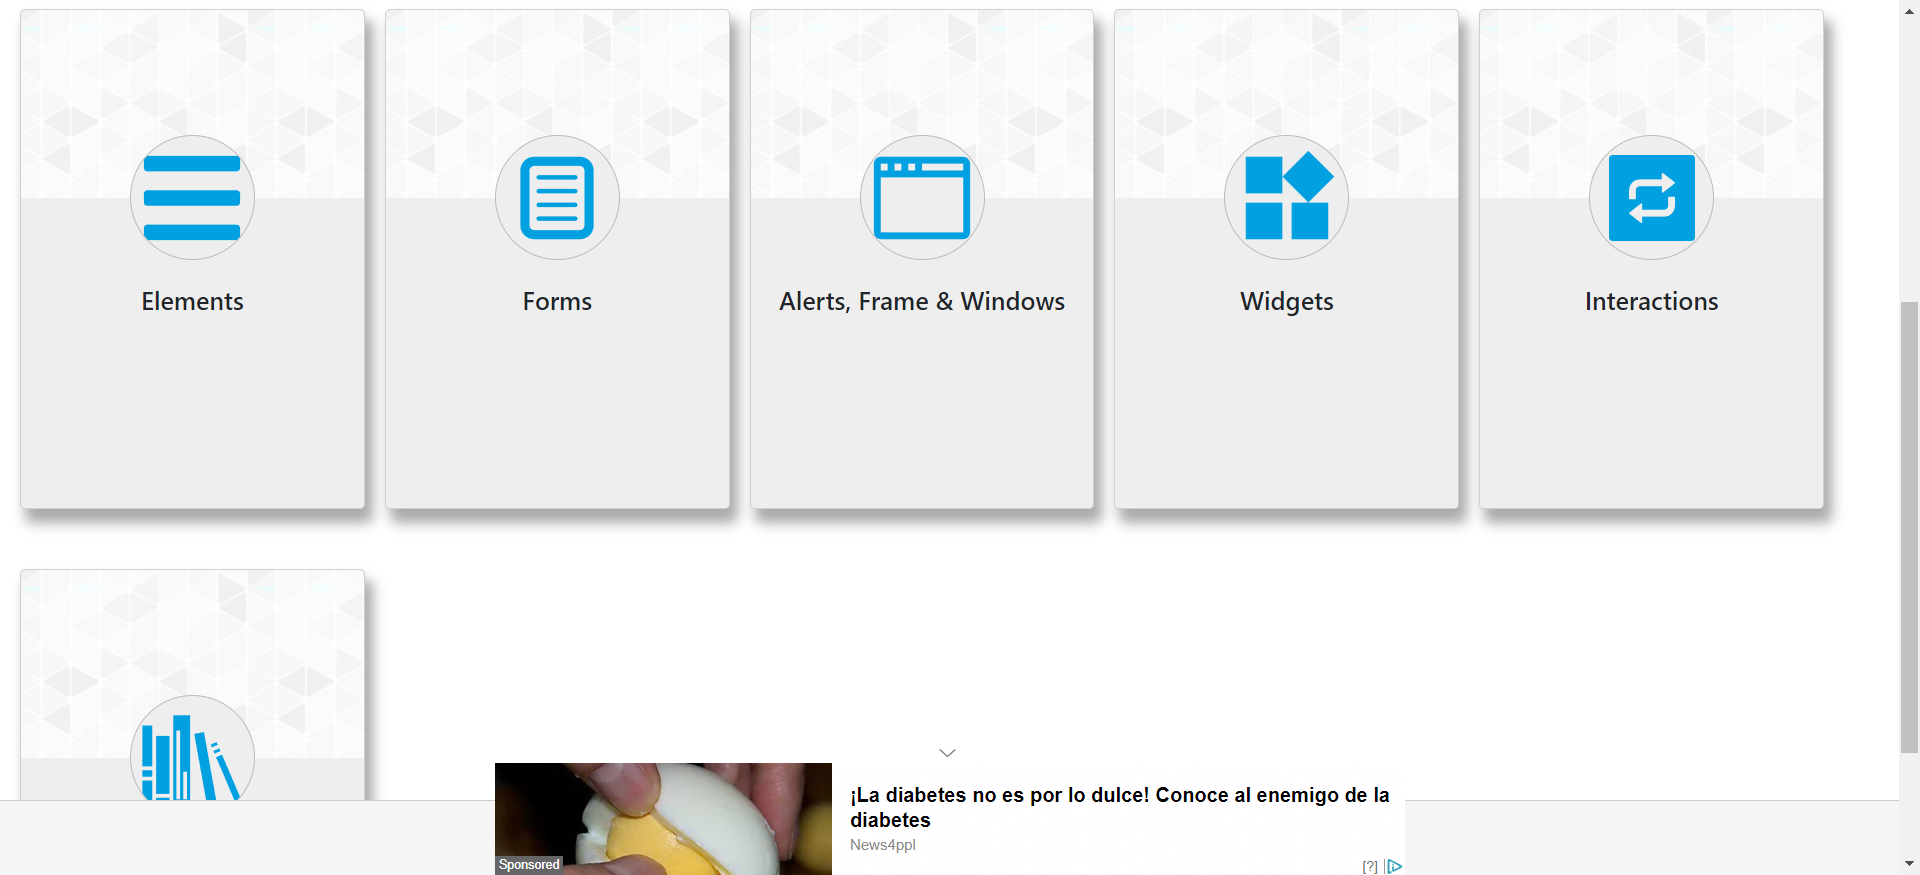 Elements
Forms
Alerts, Frame & Windows
Widgets
Interactions
¡La diabetes no es por lo dulce! Conoce al enemigo de la
diabetes
News4ppl
Sponsored
[?]